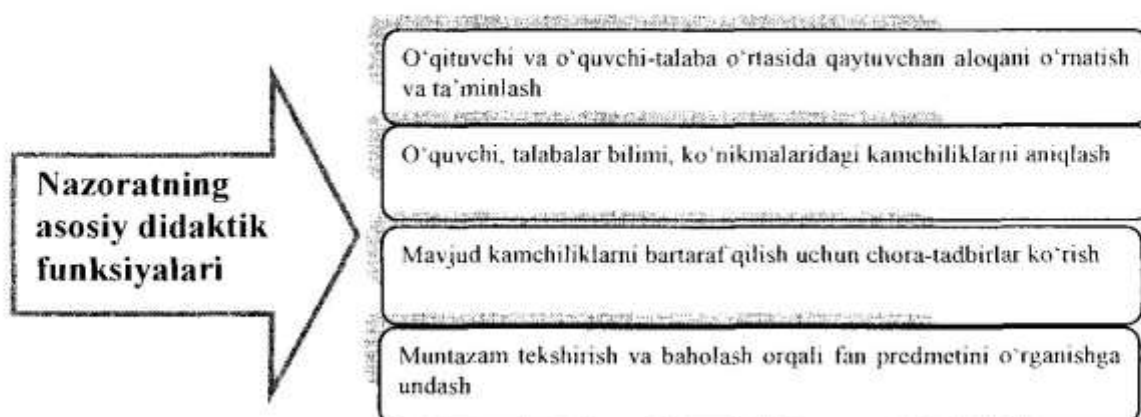 Nazoratning
asosiy didaktik
funksiyalari
O‘qituvchi va o‘quvchi-talaba o‘rtasida qaytuvchan aloqani o‘rnatish
va ta’minlash
O‘quvchi, talabalar bilimi, ko‘nikmalaridagi kamchiliklarni aniqlash
Mavjud kamchiliklarni bartaraf qilish uchun chora-tadbirlar ko‘rish
Muntazam tekshirish va baholash orqali fan predmetini o‘rganishga
undash